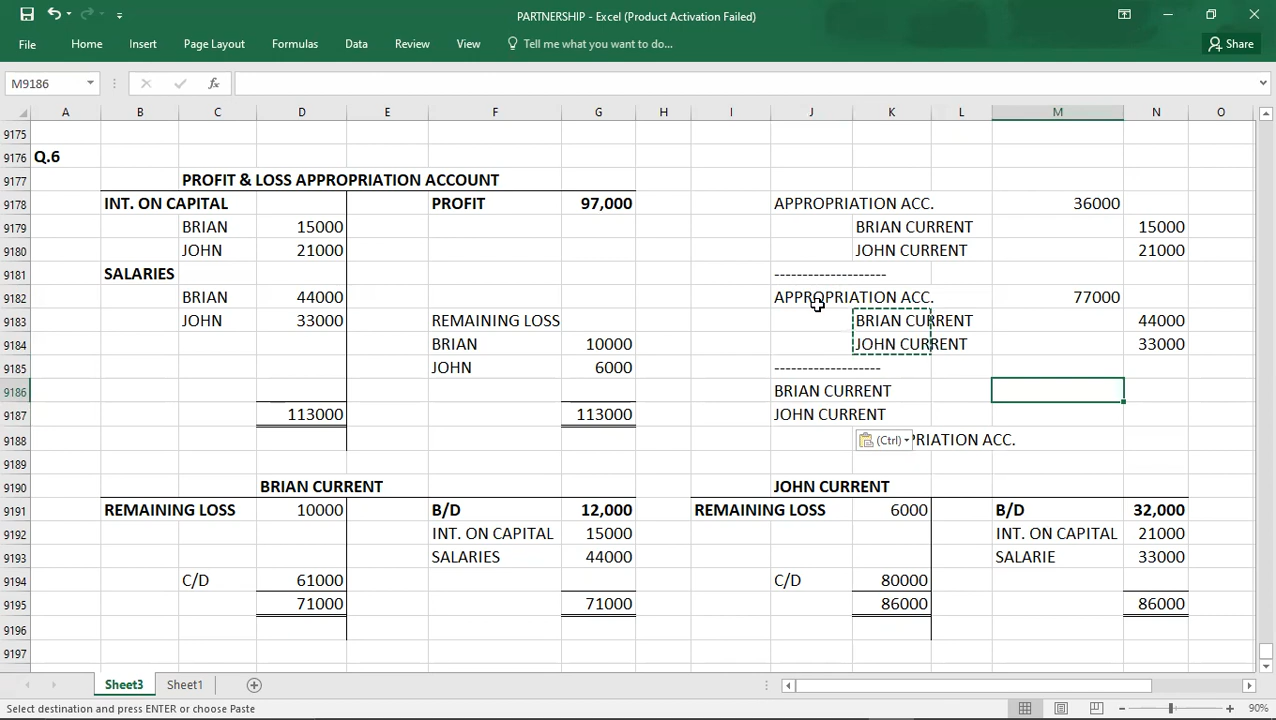 PARTNERSHIP - Excel (Product Activation Failed)
File Home Insert Page Layout Formulas Data Review View Tell me what you want to do... Share
M9186 fx
A B C D E F G H I J K L M N O
9175
9176 Q.6
9177 PROFIT & LOSS APPROPRIATION ACCOUNT
9178 INT. ON CAPITAL PROFIT 97,000 APPROPRIATION ACC. 36000
9179 BRIAN 15000 BRIAN CURRENT 15000
9180 JOHN 21000 JOHN CURRENT 21000
9181 SALARIES --------------------
9182 BRIAN 44000 APPROPRIATION ACC. 77000
9183 JOHN 33000 REMAINING LOSS BRIAN CURRENT 44000
9184 BRIAN 10000 JOHN CURRENT 33000
9185 JOHN 6000 -------------------
9186 BRIAN CURRENT
9187 113000 113000 JOHN CURRENT
9188 (Ctrl) PRIATION ACC.
9189
9190 BRIAN CURRENT JOHN CURRENT
9191 REMAINING LOSS 10000 B/D 12,000 REMAINING LOSS 6000 B/D 32,000
9192 INT. ON CAPITAL 15000 INT. ON CAPITAL 21000
9193 SALARIES 44000 SALARIE 33000
9194 C/D 61000 C/D 80000
9195 71000 71000 86000 86000
9196
9197
Sheet3 Sheet1
Select destination and press ENTER or choose Paste 90%